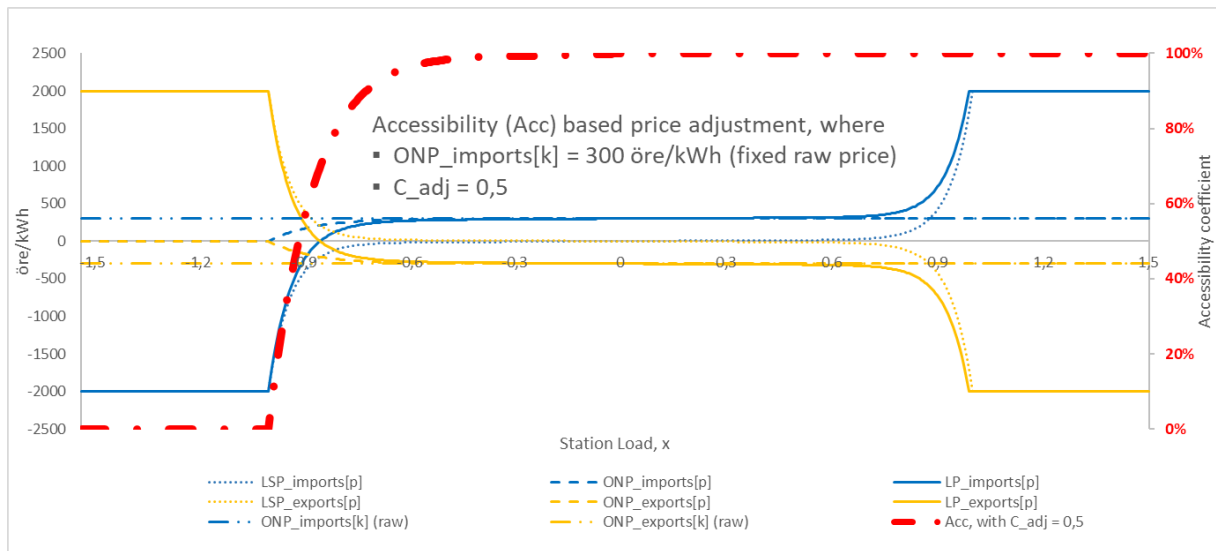 2500
2000
1500
1000
500
0
-500
-1000
-1500
-2000
-2500
öre/kWh
100%
80%
60%
40%
20%
0%
Accessibility coefficient
Accessibility (Acc) based price adjustment, where
▪ ONP_imports[k] = 300 öre/kWh (fixed raw price)
▪ C_adj = 0,5
-1,5 -1,2 -0,9 -0,6 -0,3 0 0,3 0,6 0,9 1,2 1,5
Station Load, x
LSP_imports[p] ONP_imports[p] LP_imports[p]
LSP_exports[p] ONP_exports[p] LP_exports[p]
ONP_imports[k] (raw) ONP_exports[k] (raw) Acc, with C_adj = 0,5